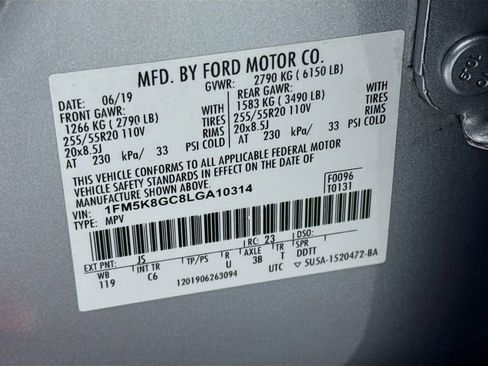 MFD. BY FORD MOTOR CO.
DATE: 06/19 GVWR: 2790 KG ( 6150 LB)
FRONT GAWR: WITH REAR GAWR: WITH
1266 KG ( 2790 LB) TIRES 1583 KG ( 3490 LB) TIRES
255/55R20 110V RIMS 255/55R20 110V RIMS
20x8.5J PSI COLD 20x8.5J PSI COLD
AT 230 kPa/ 33 AT 230 kPa/ 33
THIS VEHICLE CONFORMS TO ALL APPLICABLE FEDERAL MOTOR
VEHICLE SAFETY STANDARDS IN EFFECT ON THE DATE OF
MANUFACTURE SHOWN ABOVE.
VIN: 1FM5K8GC8LGA10314 F0096
TYPE: MPV T0131
EXT PNT: JS RC: 23 DSO:
WB INT TR TP/PS R AXLE TR SPR
119 C6 U 3B T DDTT
1201906263094 UTC 5U5A-1520472-BA